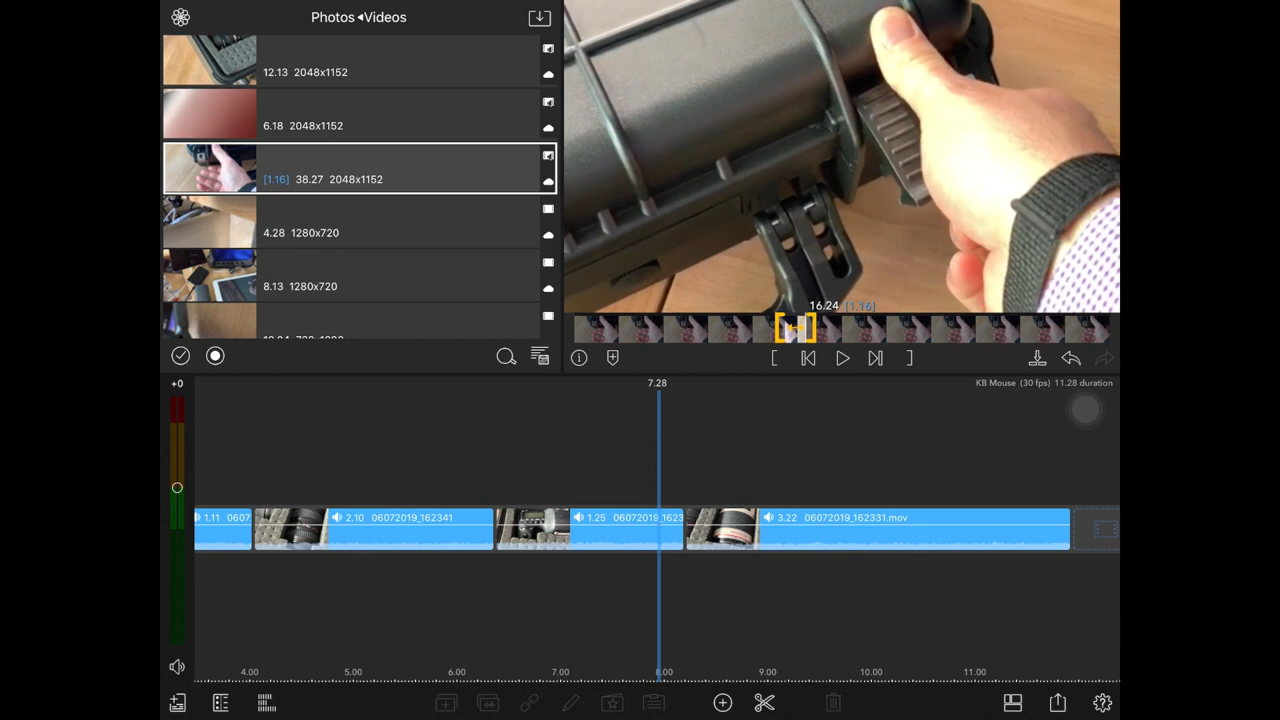 Photos◂Videos
12.13 2048x1152
6.18 2048x1152
[1.16] 38.27 2048x1152
4.28 1280x720
8.13 1280x720
16.24 [1.16]
+0
7.28
KB Mouse (30 fps) 11.28 duration
1.11 0607
2.10 06072019_162341
1.25 06072019_1623
3.22 06072019_162331.mov
4.00 5.00 6.00 7.00 8.00 9.00 10.00 11.00